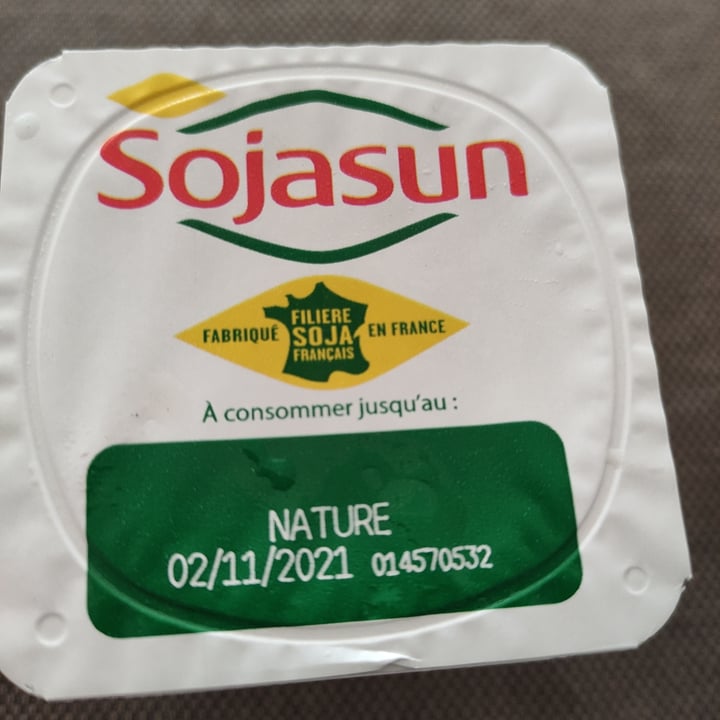 Sojasun
FABRIQUÉ
FILIERE
SOJA
FRANÇAIS
EN FRANCE
À consommer jusqu'au :
NATURE
02/11/2021 014570532